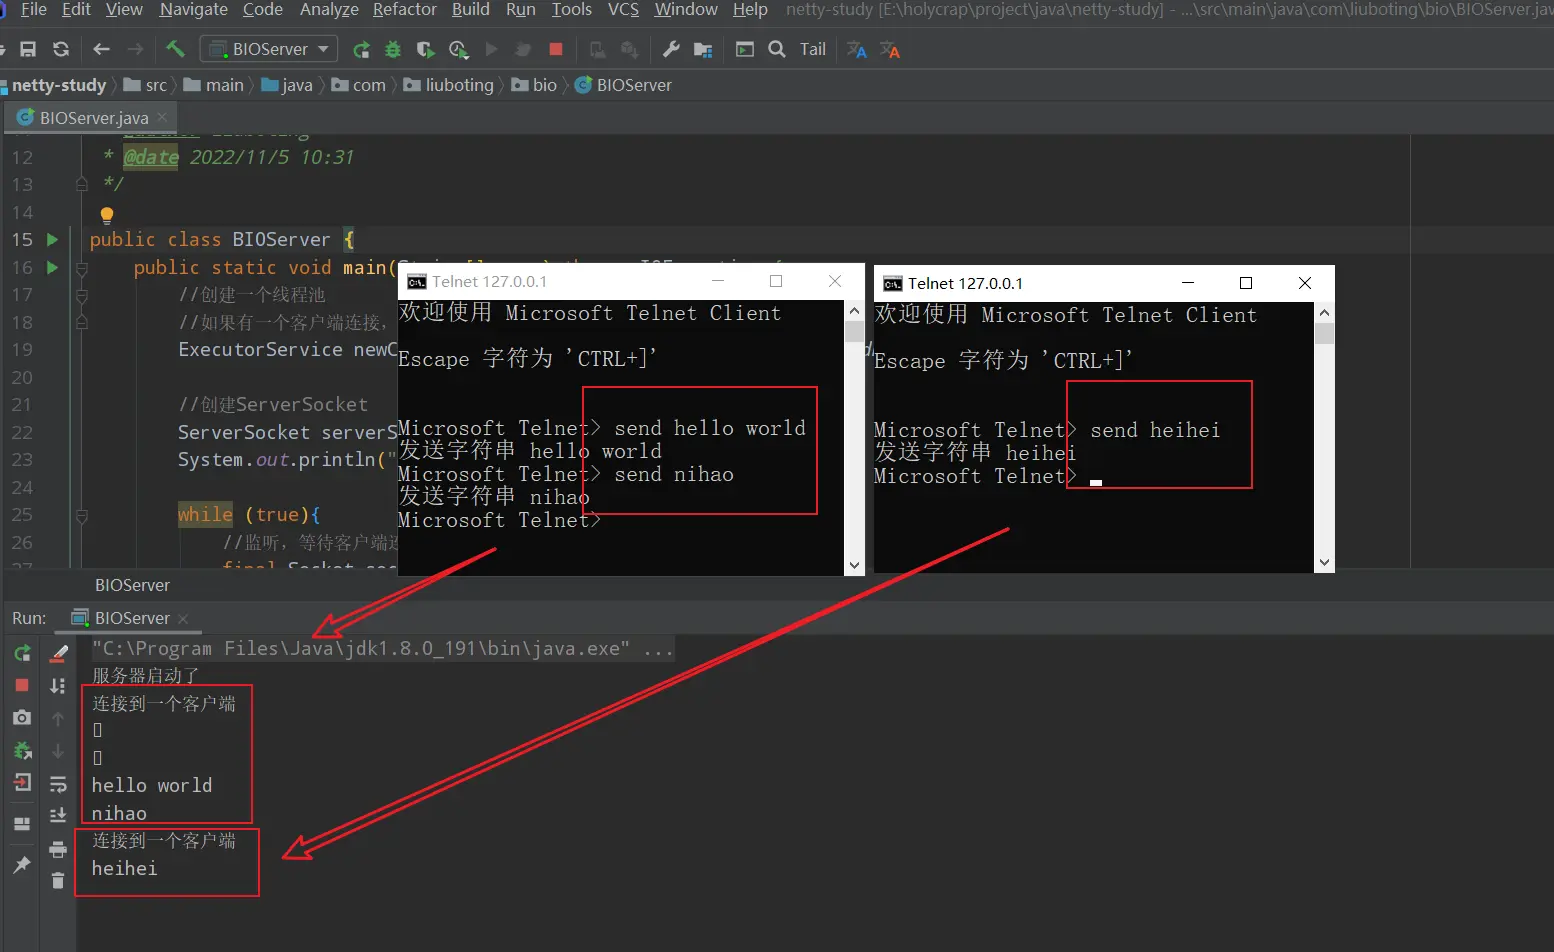 File Edit View Navigate Code Analyze Refactor Build Run Tools VCS Window Help netty-study [E:\holycrap\project\java\netty-study] - ...\src\main\java\com\liuboting\bio\BIOServer.jav
BIOServer Tail
netty-study src main java com liuboting bio BIOServer
BIOServer.java
12 * @date 2022/11/5 10:31
13 */
14
15 public class BIOServer {
16 public static void main(
17 //创建一个线程池
18 //如果有一个客户端连接，
19 ExecutorService newC
20
21 //创建ServerSocket
22 ServerSocket serverS
23 System.out.println("
24
25 while (true){
26 //监听，等待客户端连
27 final Socket soc
Telnet 127.0.0.1
欢迎使用 Microsoft Telnet Client
Escape 字符为 'CTRL+]'
Microsoft Telnet> send hello world
发送字符串 hello world
Microsoft Telnet> send nihao
发送字符串 nihao
Microsoft Telnet>
Telnet 127.0.0.1
欢迎使用 Microsoft Telnet Client
Escape 字符为 'CTRL+]'
Microsoft Telnet> send heihei
发送字符串 heihei
Microsoft Telnet>
BIOServer
Run: BIOServer
"C:\Program Files\Java\jdk1.8.0_191\bin\java.exe" ...
服务器启动了
连接到一个客户端
hello world
nihao
连接到一个客户端
heihei